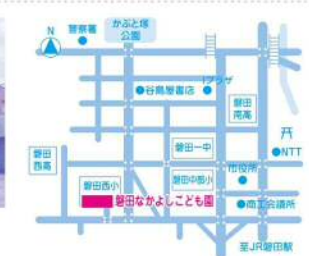 N
警察署
かぶと塚
公園
谷島屋書店
iプラザ
磐田
南高
磐田一中
NTT
磐田
西高
市役所
磐田西小
磐田中部小
磐田なかよしこども園
商工会議所
至JR磐田駅